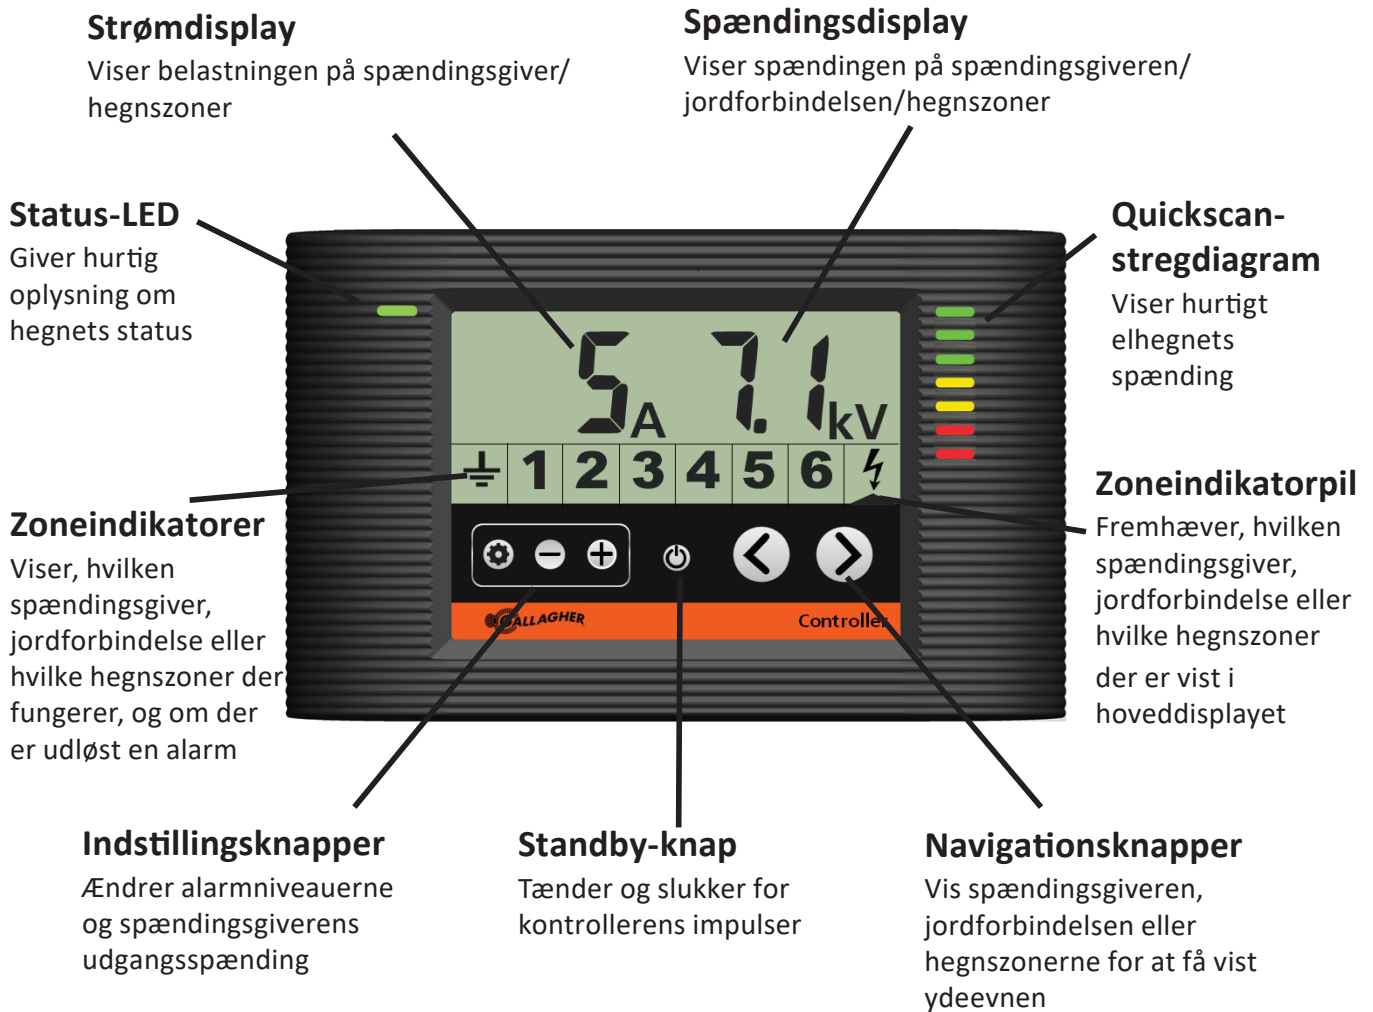 Strømdisplay
Viser belastningen på spændingsgiver/
hegnszoner
Spændingsdisplay
Viser spændingen på spændingsgiveren/
jordforbindelsen/hegnszoner
Status-LED
Giver hurtig
oplysning om
hegnets status
Quickscan-
stregdiagram
Viser hurtigt
elhegnets
spænding
5A 7.1kV
1 2 3 4 5 6
GALLAGHER
Controller
Zoneindikatorer
Viser, hvilken
spændingsgiver,
jordforbindelse eller
hvilke hegnszoner der
fungerer, og om der
er udløst en alarm
Zoneindikatorpil
Fremhæver, hvilken
spændingsgiver,
jordforbindelse eller
hvilke hegnszoner
der er vist i
hoveddisplayet
Indstillingsknapper
Ændrer alarmniveauerne
og spændingsgiverens
udgangsspænding
Standby-knap
Tænder og slukker for
kontrollerens impulser
Navigationsknapper
Vis spændingsgiveren,
jordforbindelsen eller
hegnszonerne for at få vist
ydeevnen